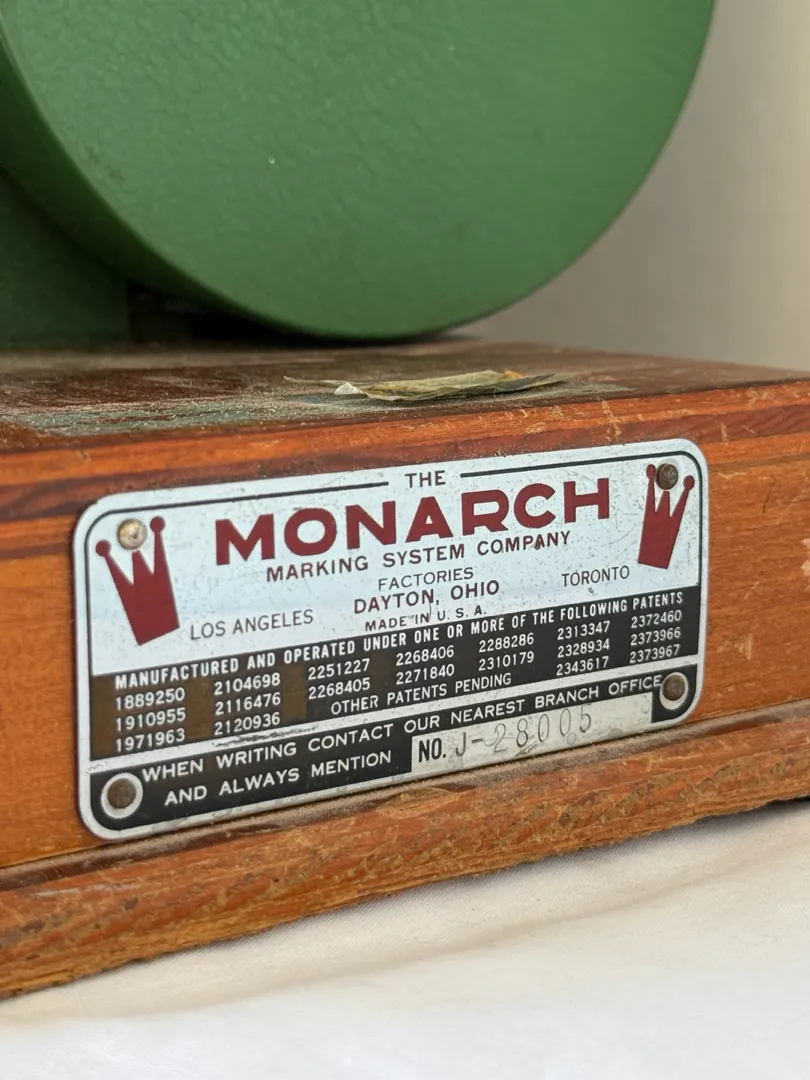 THE
MONARCH
MARKING SYSTEM COMPANY
FACTORIES
LOS ANGELES DAYTON, OHIO TORONTO
MADE IN U. S. A.
MANUFACTURED AND OPERATED UNDER ONE OR MORE OF THE FOLLOWING PATENTS
1889250 2104698 2251227 2268406 2288286 2313347 2372460
1910955 2116476 2268405 2271840 2310179 2328934 2373966
1971963 2120936 OTHER PATENTS PENDING 2343617 2373967
WHEN WRITING CONTACT OUR NEAREST BRANCH OFFICE
AND ALWAYS MENTION NO. J-28005